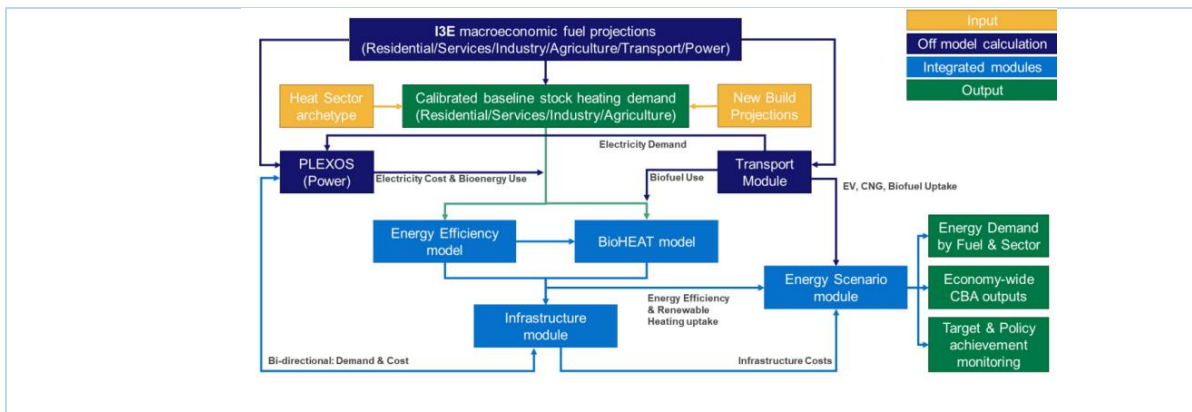 I3E macroeconomic fuel projections
(Residential/Services/Industry/Agriculture/Transport/Power)
Input
Off model calculation
Integrated modules
Output
Heat Sector
archetype
Calibrated baseline stock heating demand
(Residential/Services/Industry/Agriculture)
New Build
Projections
Electricity Demand
PLEXOS
(Power)
Electricity Cost & Bioenergy Use
Biofuel Use
Transport
Module
EV, CNG, Biofuel Uptake
Energy Efficiency
model
BioHEAT model
Energy Demand
by Fuel & Sector
Energy Scenario
module
Economy-wide
CBA outputs
Energy Efficiency
& Renewable
Heating uptake
Infrastructure
module
Target & Policy
achievement
monitoring
Bi-directional: Demand & Cost
Infrastructure Costs